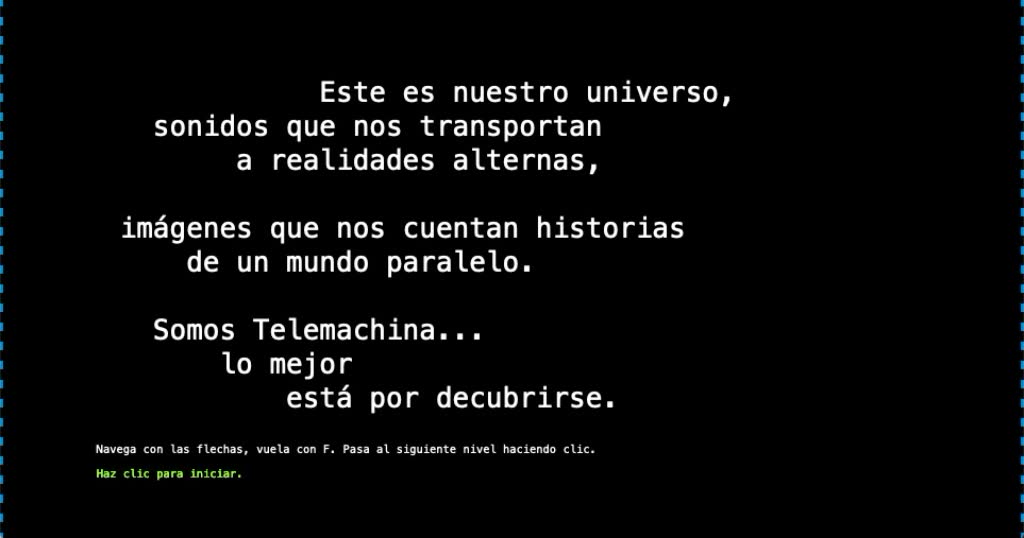 Este es nuestro universo,
sonidos que nos transportan
a realidades alternas,
imágenes que nos cuentan historias
de un mundo paralelo.
Somos Telemachina...
lo mejor
está por decubrirse.
Navega con las flechas, vuela con F. Pasa al siguiente nivel haciendo clic.
Haz clic para iniciar.